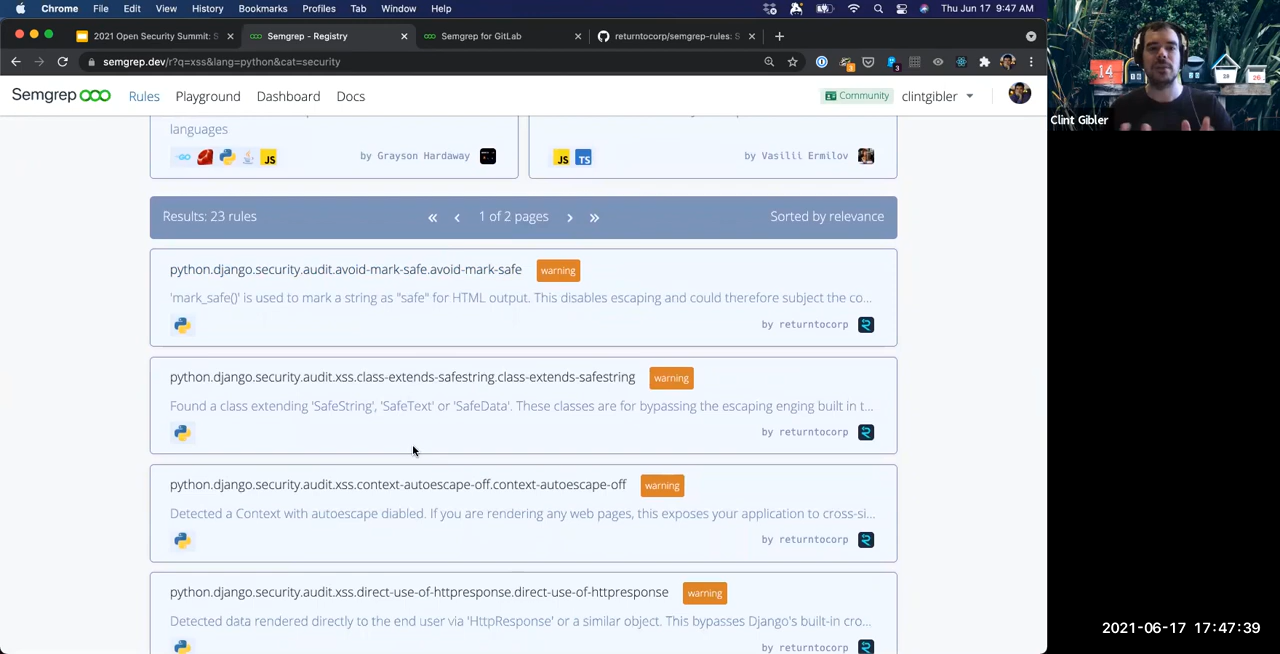 Chrome File Edit View History Bookmarks Profiles Tab Window Help Thu Jun 17 9:47 AM
2021 Open Security Summit: S Semgrep - Registry Semgrep for GitLab returntocorp/semgrep-rules: S
semgrep.dev/r?q=xss&lang=python&cat=security
Semgrep Rules Playground Dashboard Docs Community clintgibler
languages
JS by Grayson Hardaway JS TS by Vasilii Ermilov
Results: 23 rules « ‹ 1 of 2 pages › » Sorted by relevance
python.django.security.audit.avoid-mark-safe.avoid-mark-safe warning
'mark_safe()' is used to mark a string as "safe" for HTML output. This disables escaping and could therefore subject the co...
by returntocorp
python.django.security.audit.xss.class-extends-safestring.class-extends-safestring warning
Found a class extending 'SafeString', 'SafeText' or 'SafeData'. These classes are for bypassing the escaping enging built in t...
by returntocorp
python.django.security.audit.xss.context-autoescape-off.context-autoescape-off warning
Detected a Context with autoescape diabled. If you are rendering any web pages, this exposes your application to cross-si...
by returntocorp
python.django.security.audit.xss.direct-use-of-httpresponse.direct-use-of-httpresponse warning
Detected data rendered directly to the end user via 'HttpResponse' or a similar object. This bypasses Django's built-in cro...
by returntocorp
14
Clint Gibler
2021-06-17 17:47:39